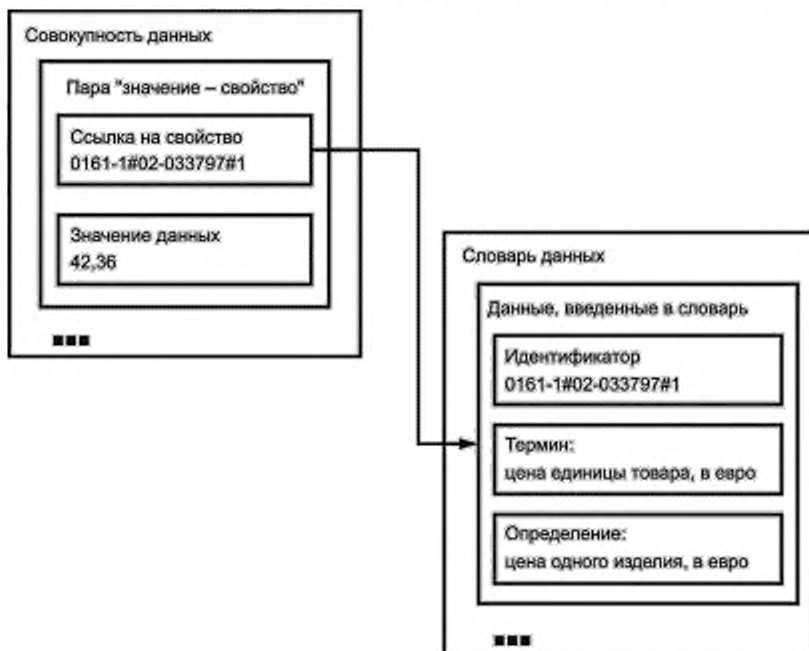 Совокупность данных
Пара "значение – свойство"
Ссылка на свойство
0161-1#02-033797#1
Значение данных
42,36
Словарь данных
Данные, введенные в словарь
Идентификатор
0161-1#02-033797#1
Термин:
цена единицы товара, в евро
Определение:
цена одного изделия, в евро